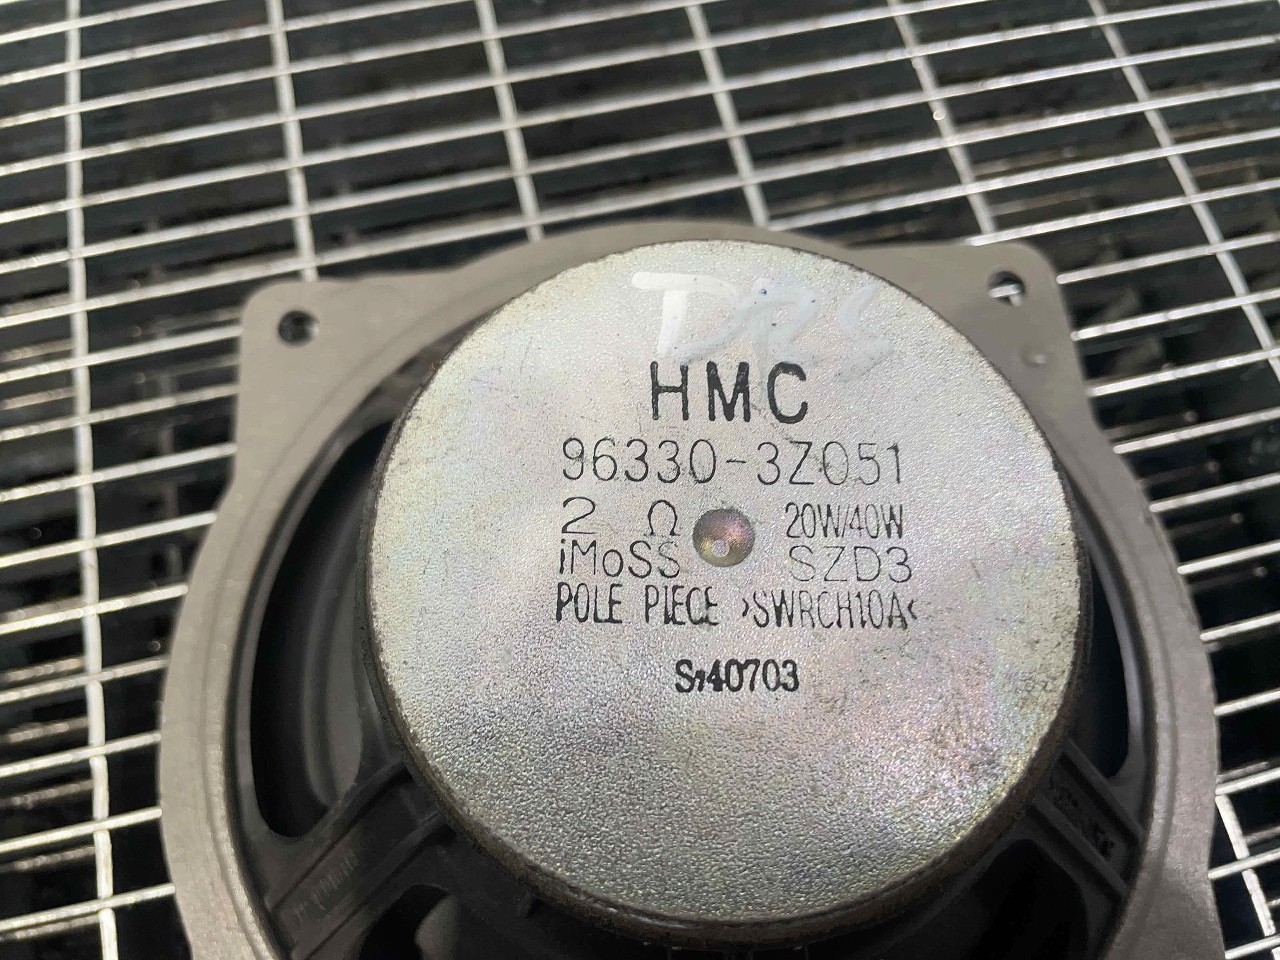 HMC
96330-3Z051
2 Ω 20W/40W
iMoSS SZD3
POLE PIECE >SWRCH10A<
S140703